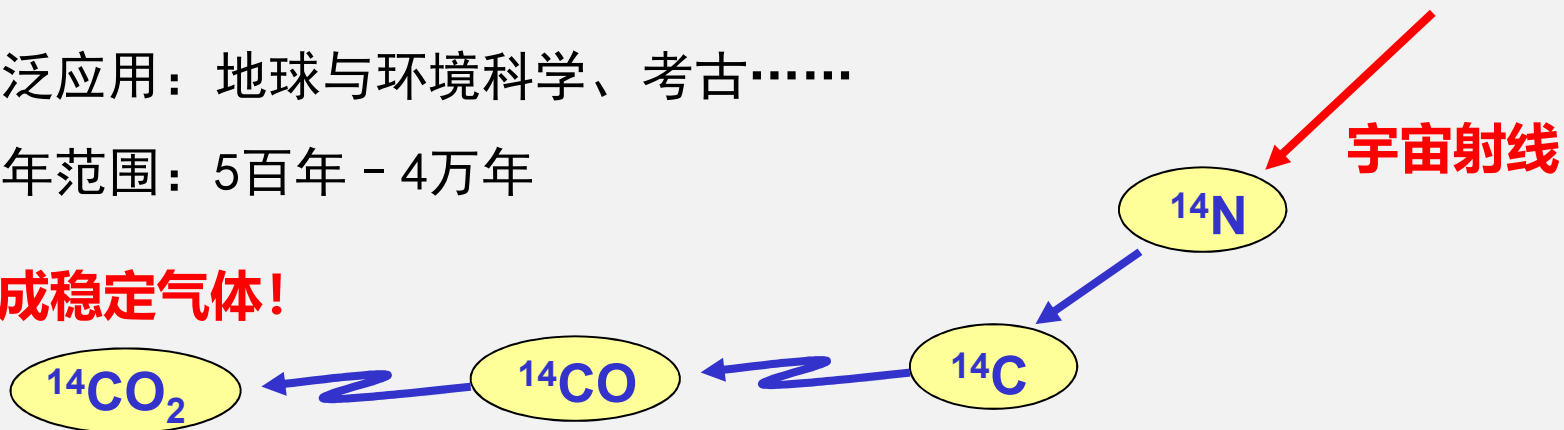 泛应用：地球与环境科学、考古……
宇宙射线
年范围：5百年－4万年
¹⁴N
成稳定气体！
¹⁴CO₂
¹⁴CO
¹⁴C